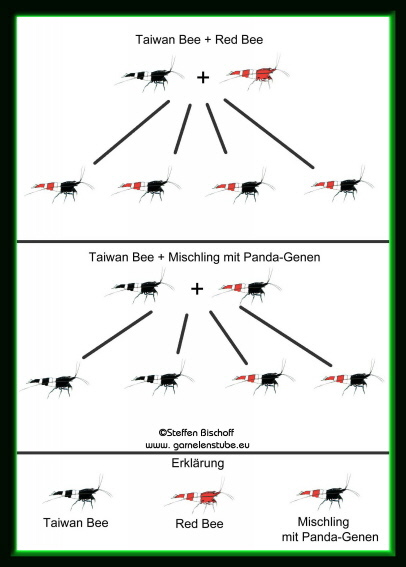 Taiwan Bee + Red Bee
+
Taiwan Bee + Mischling mit Panda-Genen
+
©Steffen Bischoff
www. garnelenstube.eu
Erklärung
Taiwan Bee
Red Bee
Mischling
mit Panda-Genen